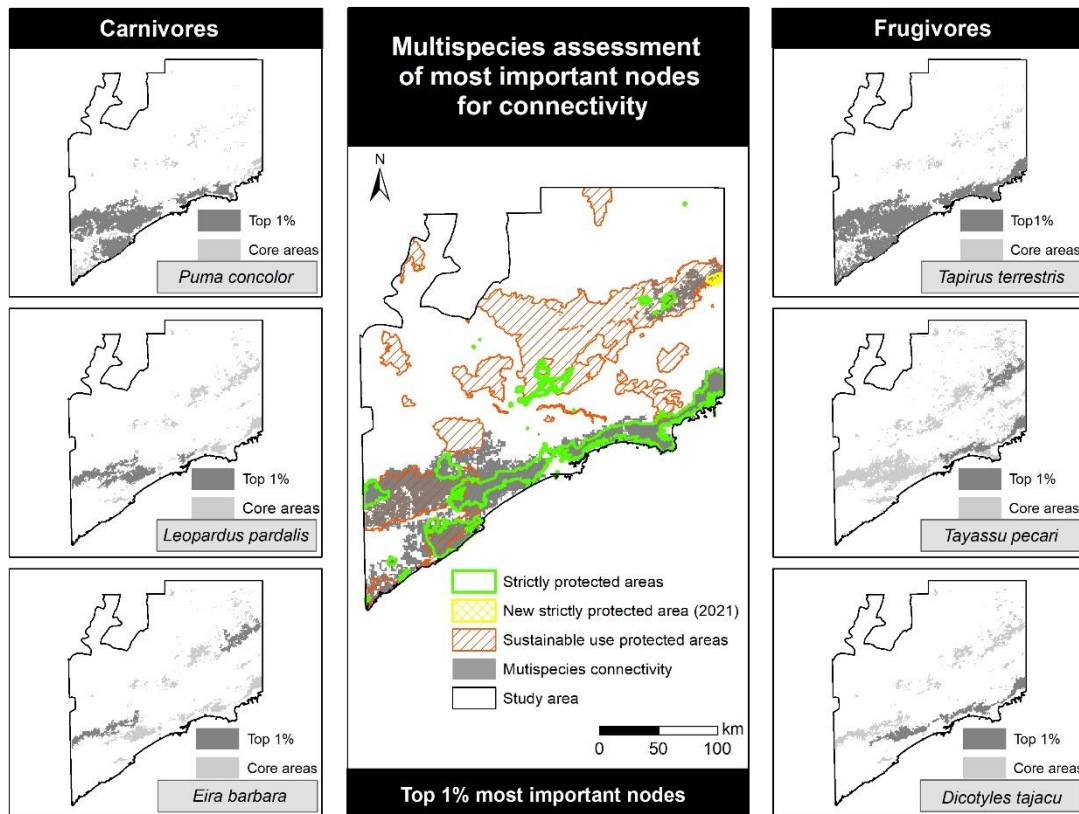 Carnivores
Top 1%
Core areas
Puma concolor
Top 1%
Core areas
Leopardus pardalis
Top 1%
Core areas
Eira barbara
Multispecies assessment
of most important nodes
for connectivity
N
Strictly protected areas
New strictly protected area (2021)
Sustainable use protected areas
Mutispecies connectivity
Study area
km
0 50 100
Top 1% most important nodes
Frugivores
Top1%
Core areas
Tapirus terrestris
Top 1%
Core areas
Tayassu pecari
Top 1%
Core areas
Dicotyles tajacu